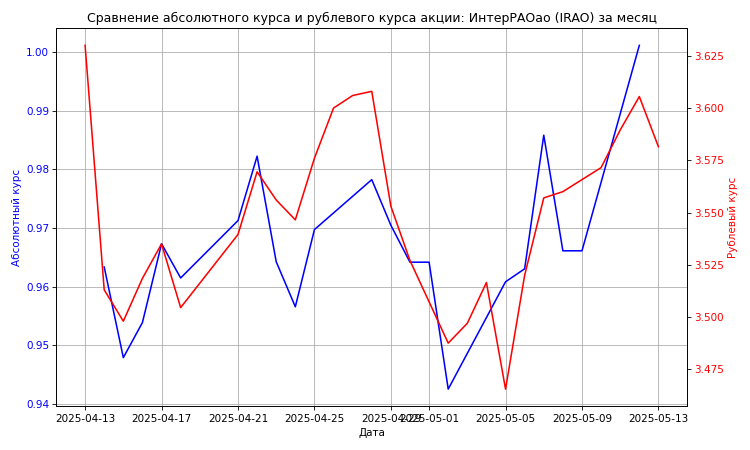 Сравнение абсолютного курса и рублевого курса акции: ИнтерРАОао (IRAO) за месяц
1.00
0.99
0.98
0.97
0.96
0.95
0.94
Абсолютный курс
3.625
3.600
3.575
3.550
3.525
3.500
3.475
Рублевый курс
2025-04-13 2025-04-17 2025-04-21 2025-04-25 2025-04-29 2025-05-01 2025-05-05 2025-05-09 2025-05-13
Дата